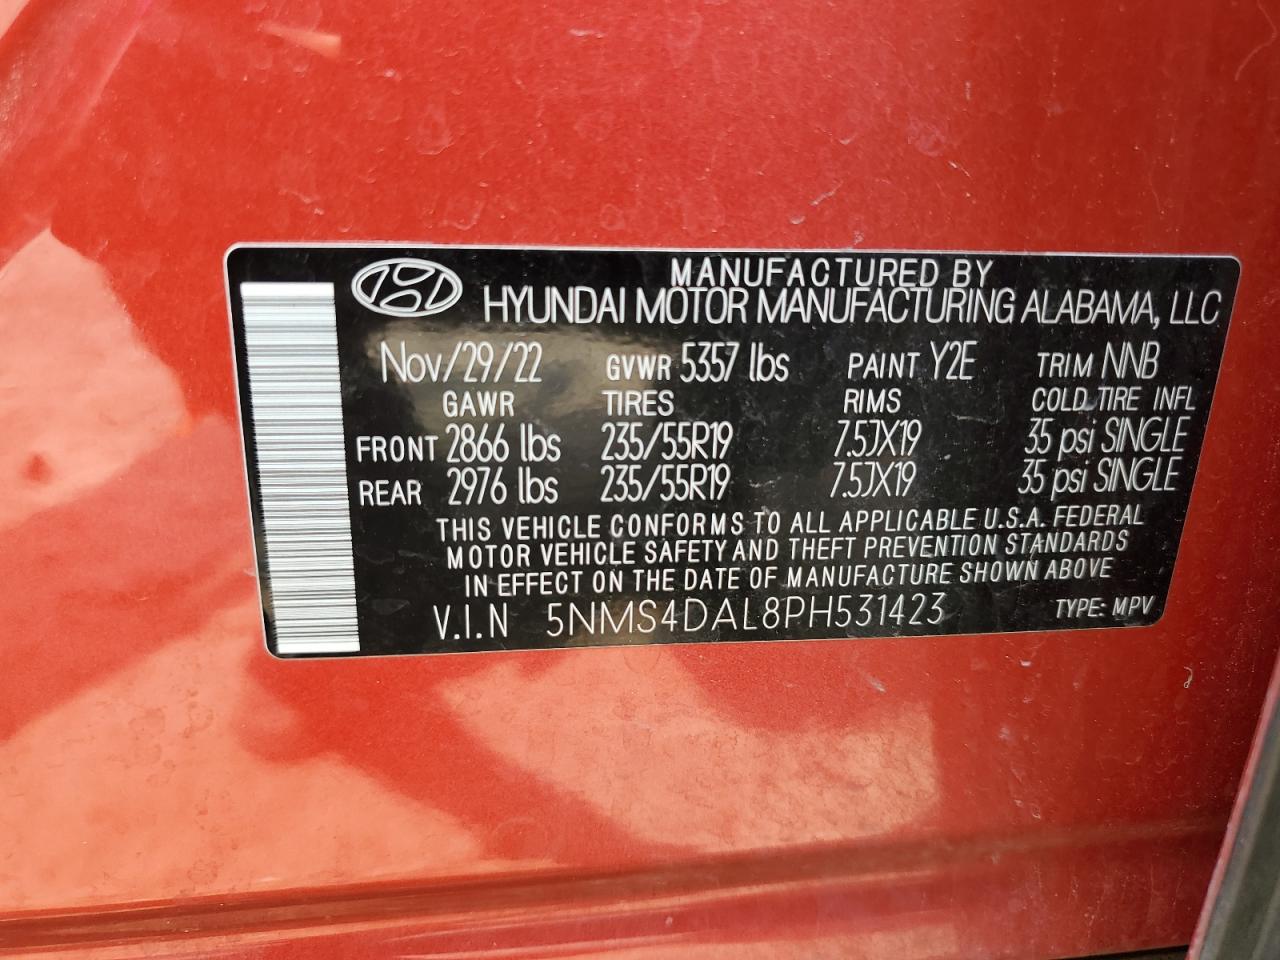 MANUFACTURED BY
HYUNDAI MOTOR MANUFACTURING ALABAMA, LLC
Nov/29/22 GVWR 5357 lbs PAINT Y2E TRIM NNB
GAWR TIRES RIMS COLD TIRE INFL
FRONT 2866 lbs 235/55R19 7.5JX19 35 psi SINGLE
REAR 2976 lbs 235/55R19 7.5JX19 35 psi SINGLE
THIS VEHICLE CONFORMS TO ALL APPLICABLE U.S.A. FEDERAL
MOTOR VEHICLE SAFETY AND THEFT PREVENTION STANDARDS
IN EFFECT ON THE DATE OF MANUFACTURE SHOWN ABOVE
V.I.N 5NMS4DAL8PH531423 TYPE: MPV